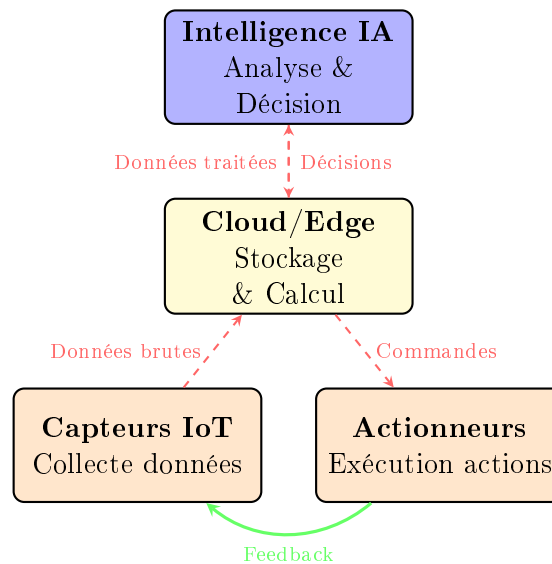 Intelligence IA
Analyse &
Décision
Données traitées
Décisions
Cloud/Edge
Stockage
& Calcul
Données brutes
Commandes
Capteurs IoT
Collecte données
Actionneurs
Exécution actions
Feedback